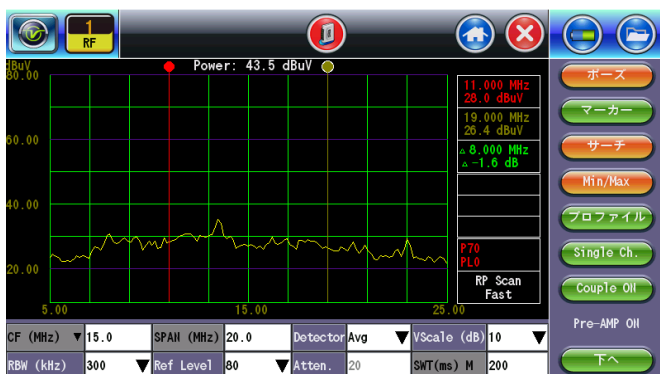 1
RF
dBuV
80.00
Power: 43.5 dBuV
60.00
40.00
20.00
5.00 15.00 25.00
11.000 MHz
28.0 dBuV
19.000 MHz
26.4 dBuV
△ 8.000 MHz
△ -1.6 dB
P70
PL0
RP Scan
Fast
ポーズ
マーカー
サーチ
Min/Max
プロファイル
Single Ch.
Couple ON
Pre-AMP ON
下へ
CF (MHz) ▼ 15.0 SPAN (MHz) 20.0 Detector Avg ▼ VScale (dB) 10 ▼
RBW (kHz) 300 ▼ Ref Level 80 ▼ Atten. 20 SWT(ms) M 200